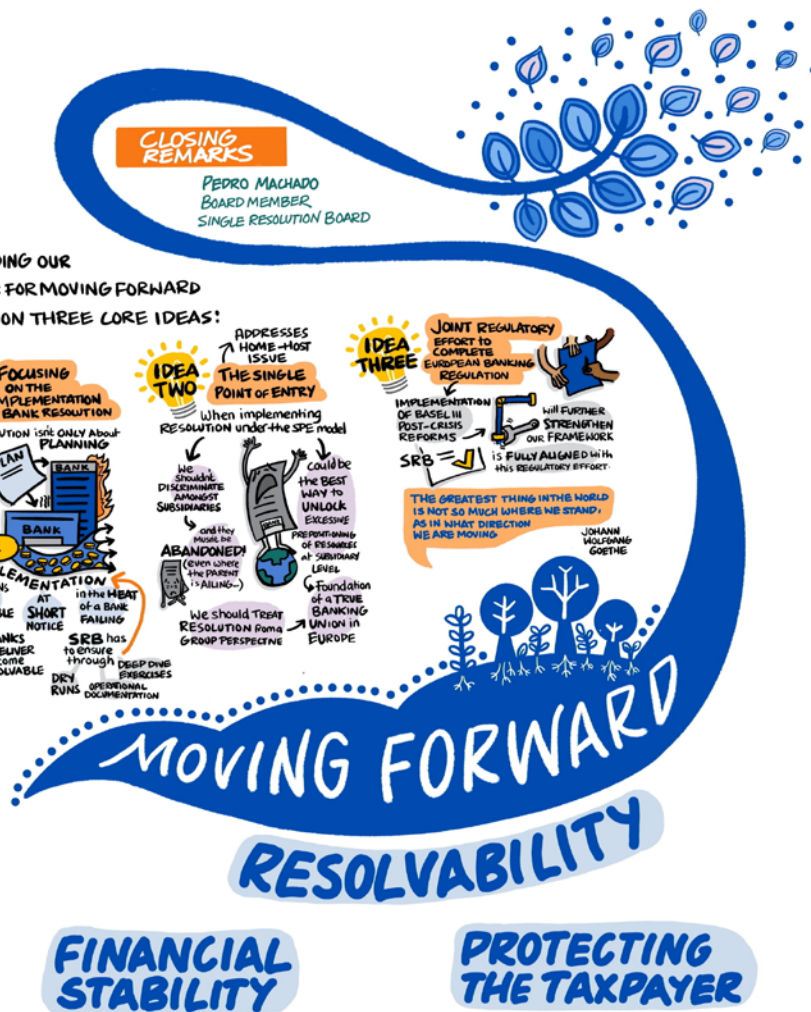 CLOSING
REMARKS
PEDRO MACHADO
BOARD MEMBER
SINGLE RESOLUTION BOARD
OUR
FOR MOVING FORWARD
ON THREE CORE IDEAS:
FOCUSING
ON THE
IMPLEMENTATION
BANK RESOLUTION
isn't ONLY About
PLANNING
BANK
BANK
AT
SHORT
NOTICE
in the HEAT
of a BANK
FAILING
SRB has
to ensure
through
DEEP DIVE
EXERCISES
DRY
RUNS
OPERATIONAL
DOCUMENTATION
IDEA
TWO
ADDRESSES
HOME-HOST
ISSUE
THE SINGLE
POINT OF ENTRY
When implementing
RESOLUTION under the SPE model
We
shouldn't
DISCRIMINATE
AMONGST
SUBSIDIARIES
and they
mustn't be
ABANDONED!
(even where
the PARENT
is AILING...)
could be
the BEST
WAY to
UNLOCK
EXCESSIVE
PREPOSITIONING
of RESOURCES
at SUBSIDIARY
LEVEL
We should TREAT
RESOLUTION from a
GROUP PERSPECTIVE
Foundation
of a TRUE
BANKING
UNION in
EUROPE
IDEA
THREE
JOINT REGULATORY
EFFORT TO
COMPLETE
EUROPEAN BANKING
REGULATION
IMPLEMENTATION
OF BASEL III
POST-CRISIS
REFORMS
will FURTHER
STRENGTHEN
OUR FRAMEWORK
SRB
is FULLY ALIGNED with
this REGULATORY EFFORT.
THE GREATEST THING IN THE WORLD
IS NOT SO MUCH WHERE WE STAND,
AS IN WHAT DIRECTION
WE ARE MOVING
JOHANN
WOLFGANG
GOETHE
MOVING FORWARD
RESOLVABILITY
FINANCIAL
STABILITY
PROTECTING
THE TAXPAYER